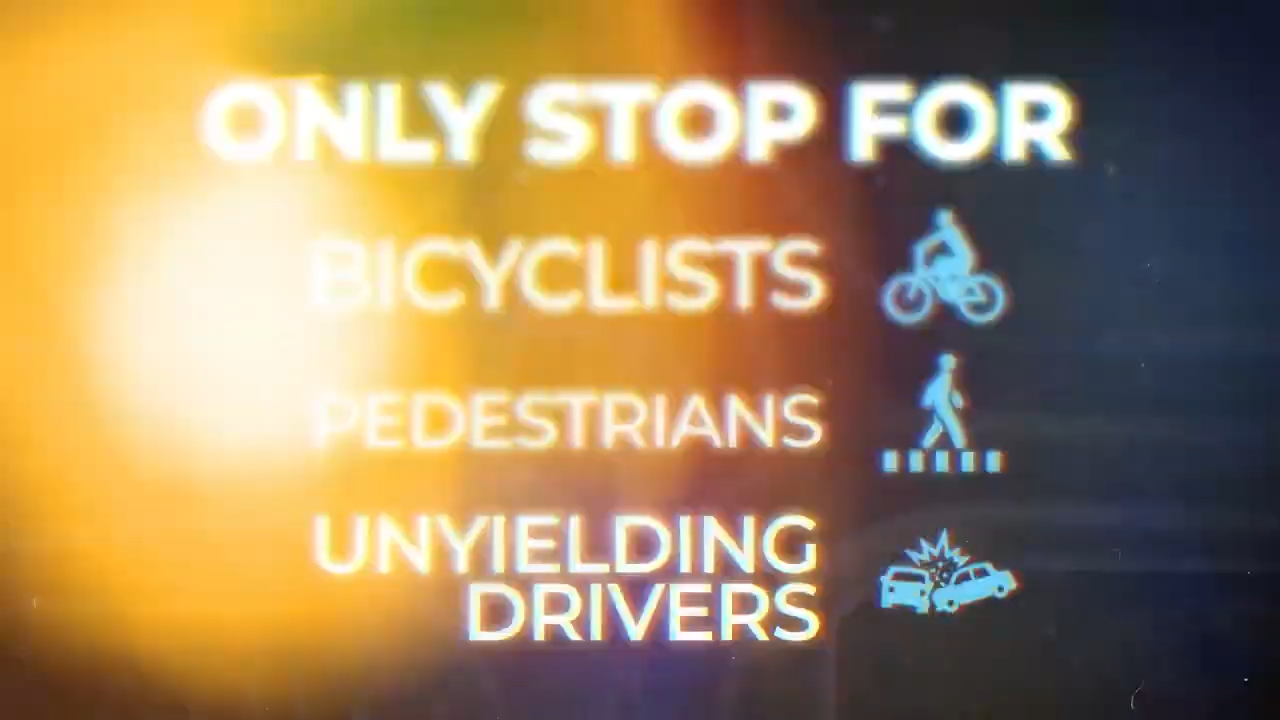 ONLY STOP FOR
BICYCLISTS
PEDESTRIANS
UNYIELDING
DRIVERS